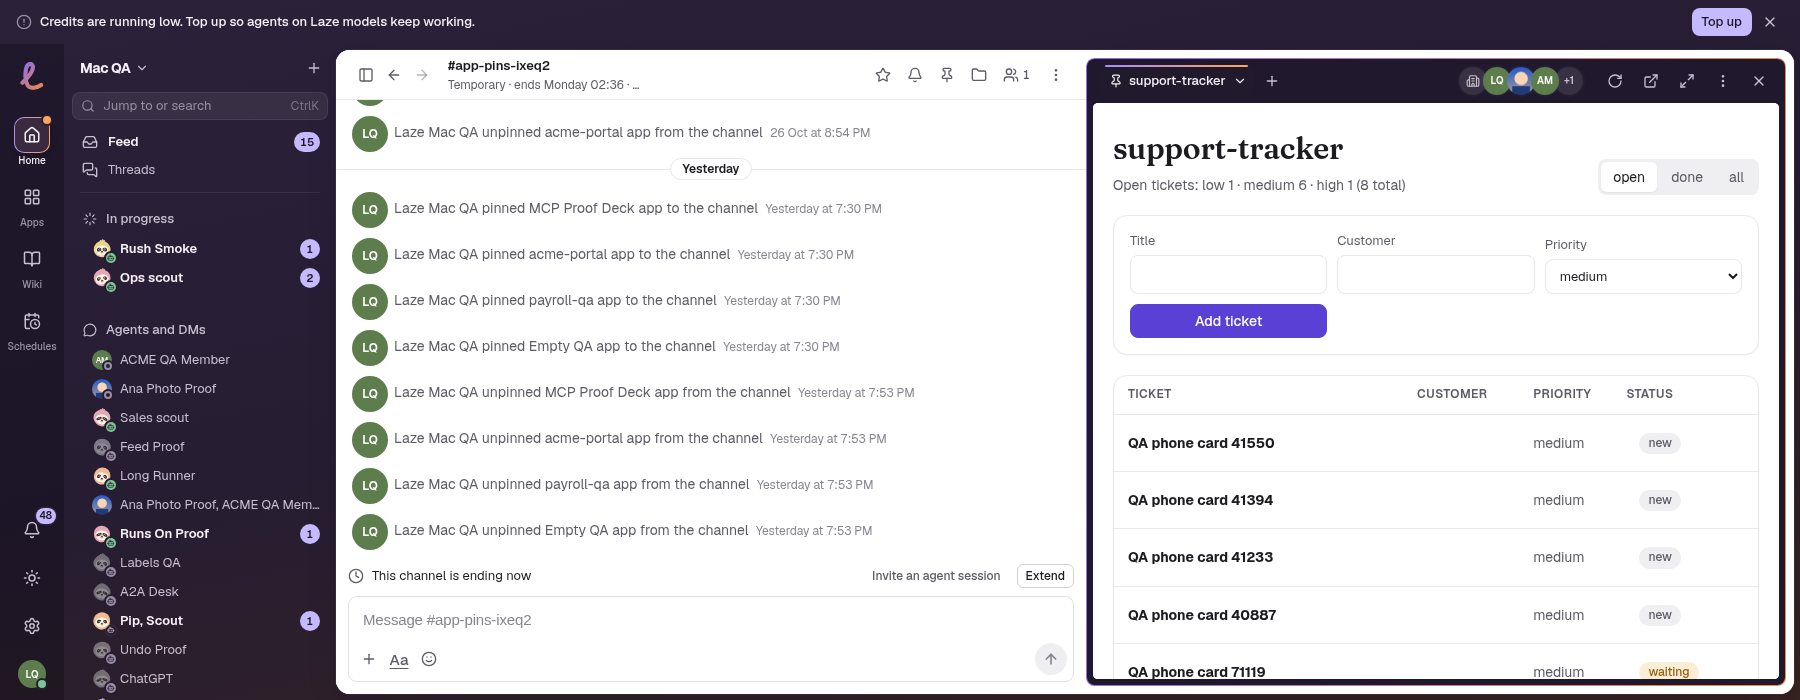 Credits are running low. Top up so agents on Laze models keep working.
Top up
Mac QA
Jump to or search
CtrlK
Home
Apps
Wiki
Schedules
48
LQ
Feed
15
Threads
In progress
Rush Smoke
1
Ops scout
2
Agents and DMs
AM
ACME QA Member
Ana Photo Proof
Sales scout
Feed Proof
Long Runner
Ana Photo Proof, ACME QA Mem...
Runs On Proof
1
Labels QA
A2A Desk
Pip, Scout
1
Undo Proof
ChatGPT
#app-pins-ixeq2
Temporary · ends Monday 02:36 · ...
1
LQ Laze Mac QA unpinned acme-portal app from the channel 26 Oct at 8:54 PM
Yesterday
LQ Laze Mac QA pinned MCP Proof Deck app to the channel Yesterday at 7:30 PM
LQ Laze Mac QA pinned acme-portal app to the channel Yesterday at 7:30 PM
LQ Laze Mac QA pinned payroll-qa app to the channel Yesterday at 7:30 PM
LQ Laze Mac QA pinned Empty QA app to the channel Yesterday at 7:30 PM
LQ Laze Mac QA unpinned MCP Proof Deck app from the channel Yesterday at 7:53 PM
LQ Laze Mac QA unpinned acme-portal app from the channel Yesterday at 7:53 PM
LQ Laze Mac QA unpinned payroll-qa app from the channel Yesterday at 7:53 PM
LQ Laze Mac QA unpinned Empty QA app from the channel Yesterday at 7:53 PM
This channel is ending now
Invite an agent session
Extend
Message #app-pins-ixeq2
Aa
support-tracker
LQ
AM
+1
support-tracker
Open tickets: low 1 · medium 6 · high 1 (8 total)
open done all
Title
Customer
Priority
medium
Add ticket
TICKET CUSTOMER PRIORITY STATUS
QA phone card 41550 medium new
QA phone card 41394 medium new
QA phone card 41233 medium new
QA phone card 40887 medium new
QA phone card 71119 medium waiting